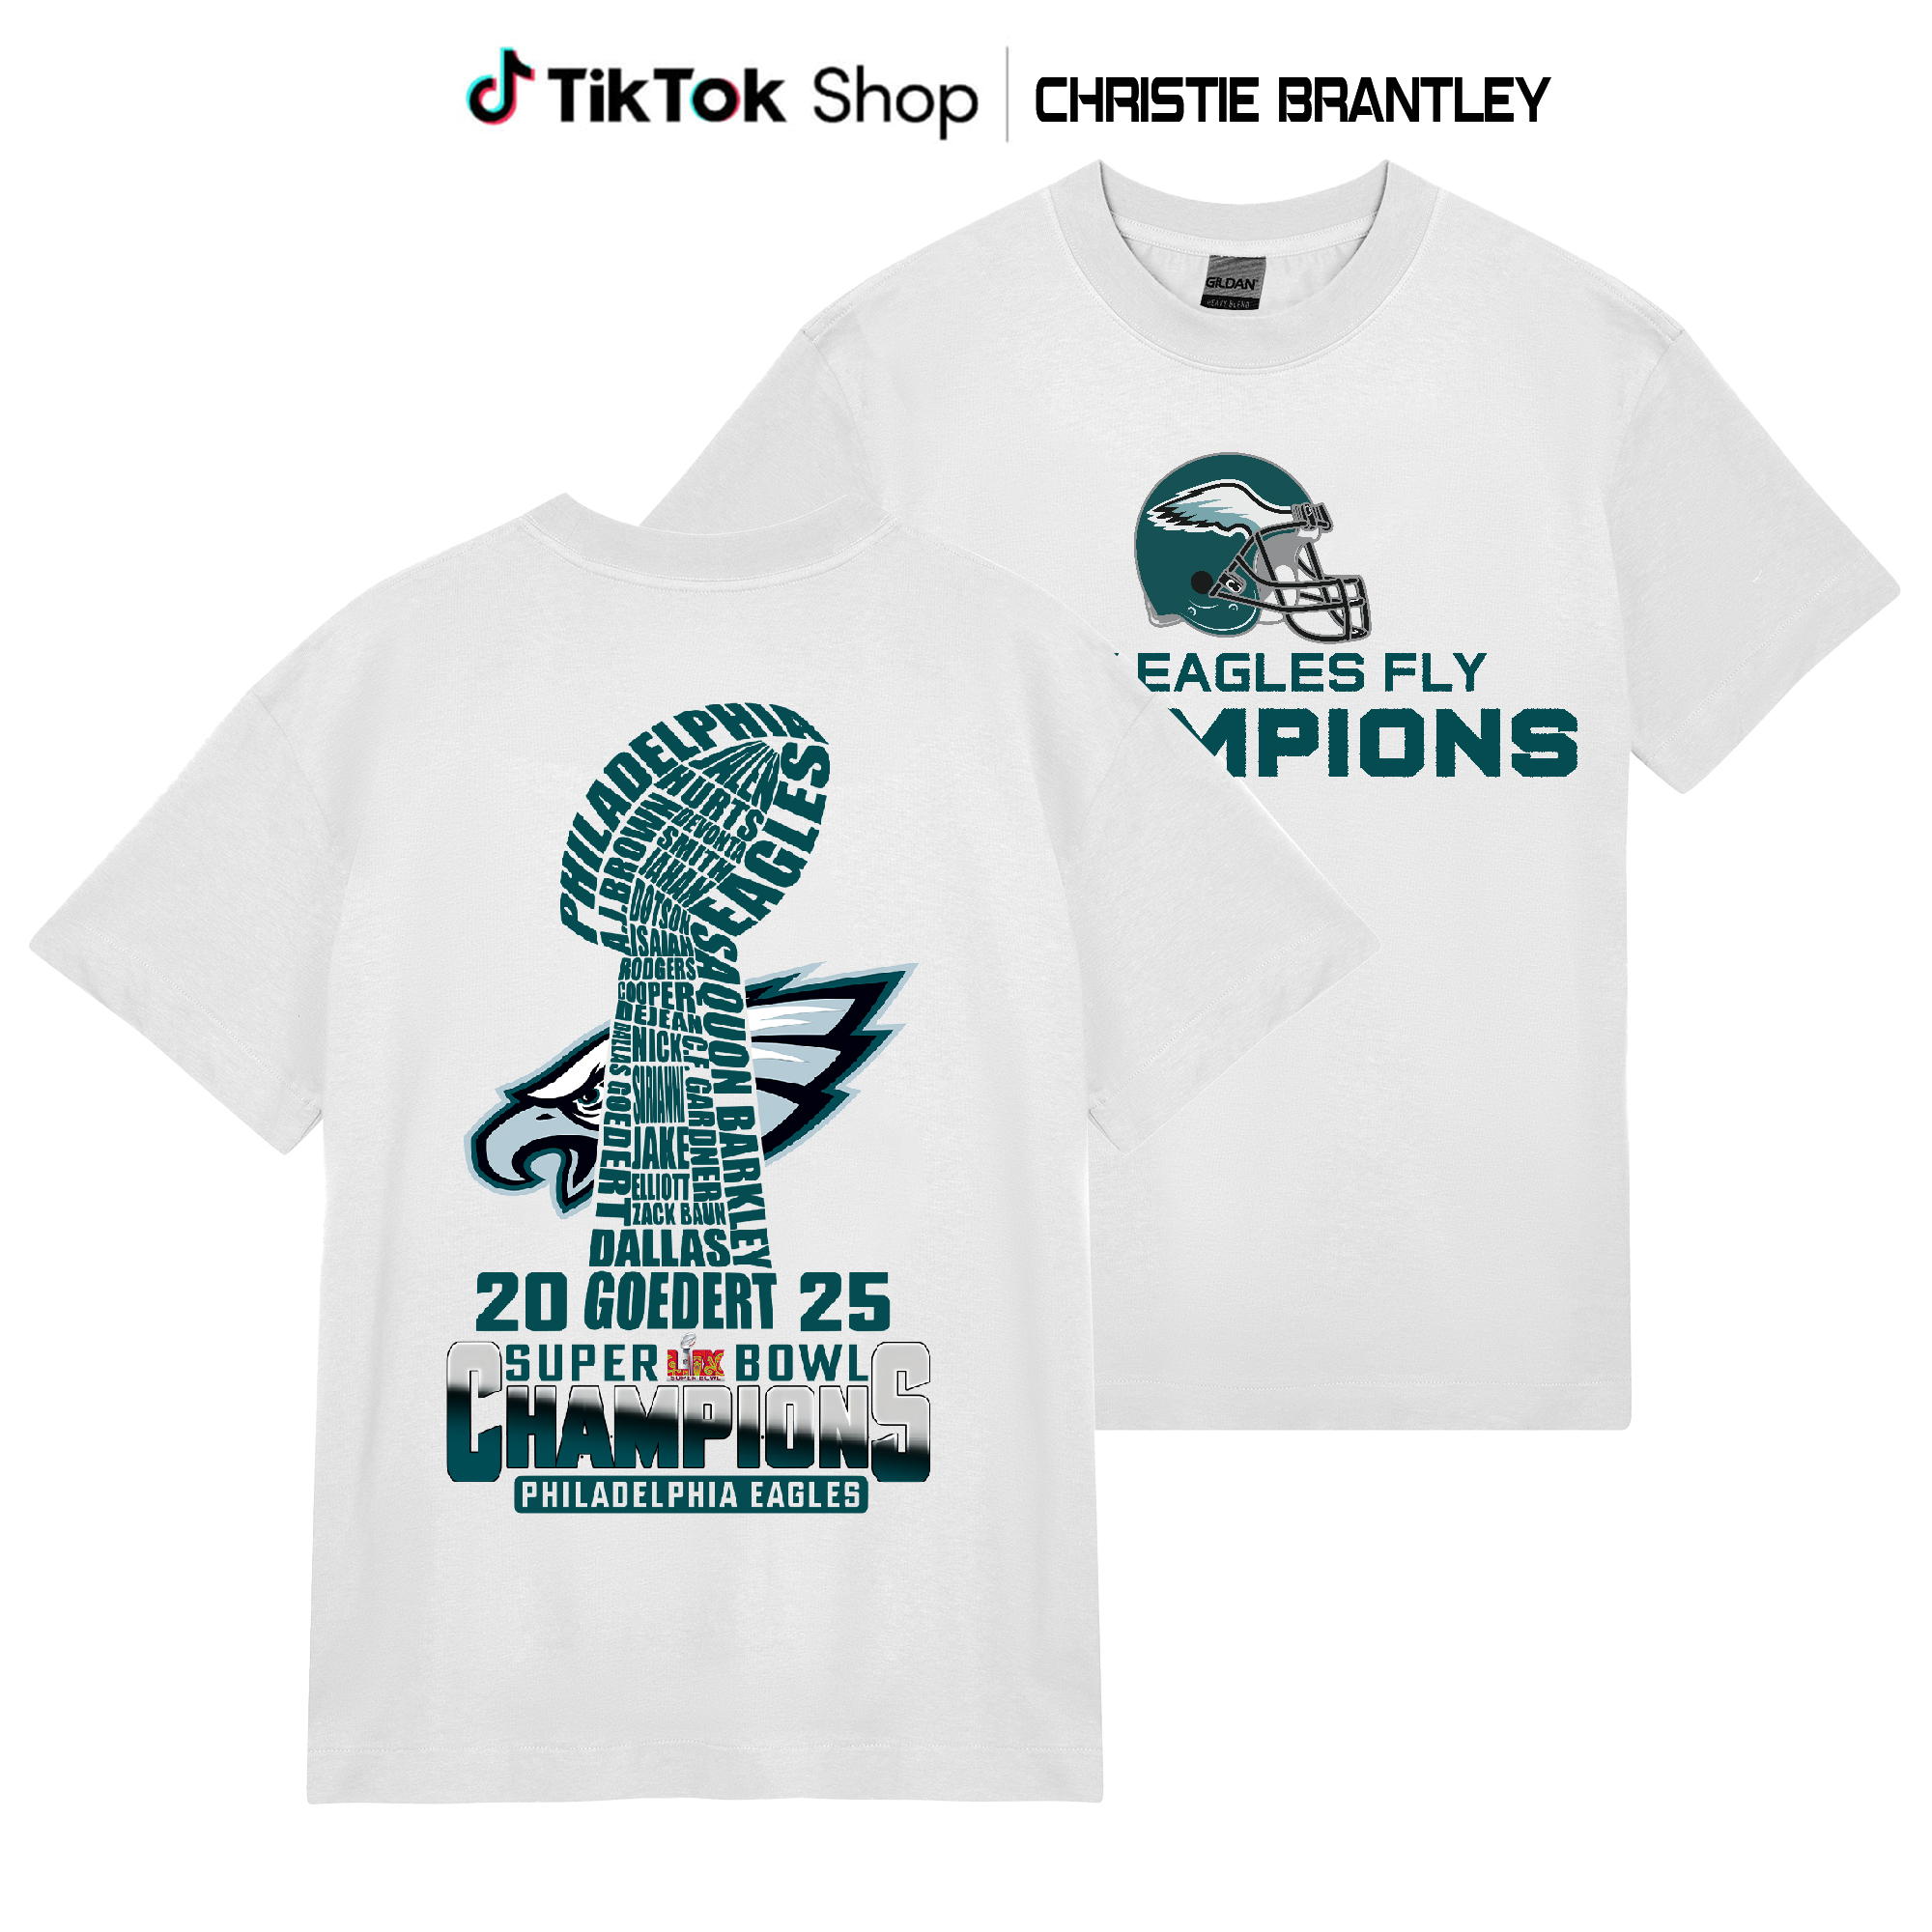 TikTok Shop | CHRISTIE BRANTLEY
GILDAN
HEAVY BLEND
EAGLES FLY
MPIONS
PHILADELPHIA
EAGLES
JALEN
HURTS
DEVONTA
SMITH
JAHAN
DOTSON
A.J. BROWN
ISAIAH
RODGERS
COOPER
DEJEAN
NICK
SIRIANNI
JAKE
ELLIOTT
ZACK BAUN
DALLAS GOEDERT
C.F. GARDNER
SAQUON BARKLEY
DALLAS
20 GOEDERT 25
SUPER LIX BOWL
SUPER BOWL
CHAMPIONS
PHILADELPHIA EAGLES